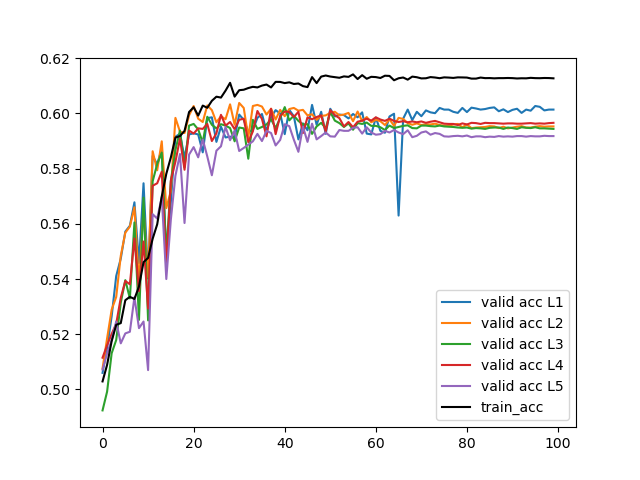 0.62
0.60
0.58
0.56
0.54
0.52
0.50
0
20
40
60
80
100
valid acc L1
valid acc L2
valid acc L3
valid acc L4
valid acc L5
train_acc